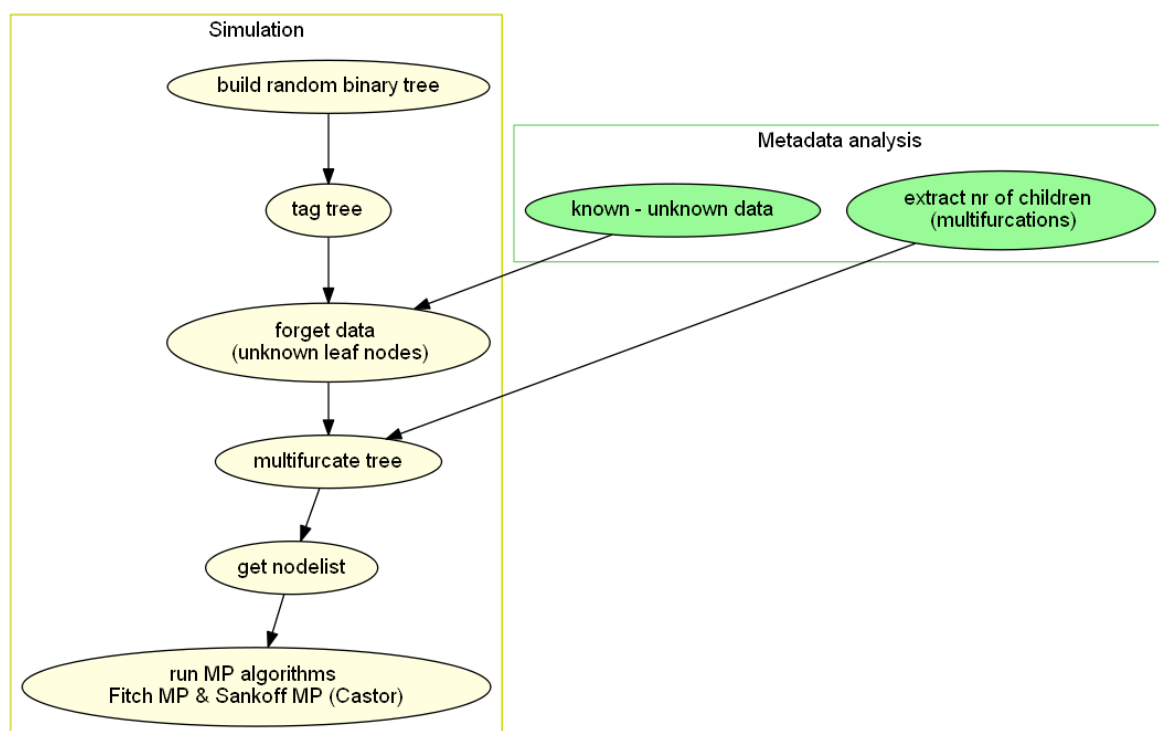 Simulation
build random binary tree
Metadata analysis
tag tree
known - unknown data
extract nr of children
(multifurcations)
forget data
(unknown leaf nodes)
multifurcate tree
get nodelist
run MP algorithms
Fitch MP & Sankoff MP (Castor)